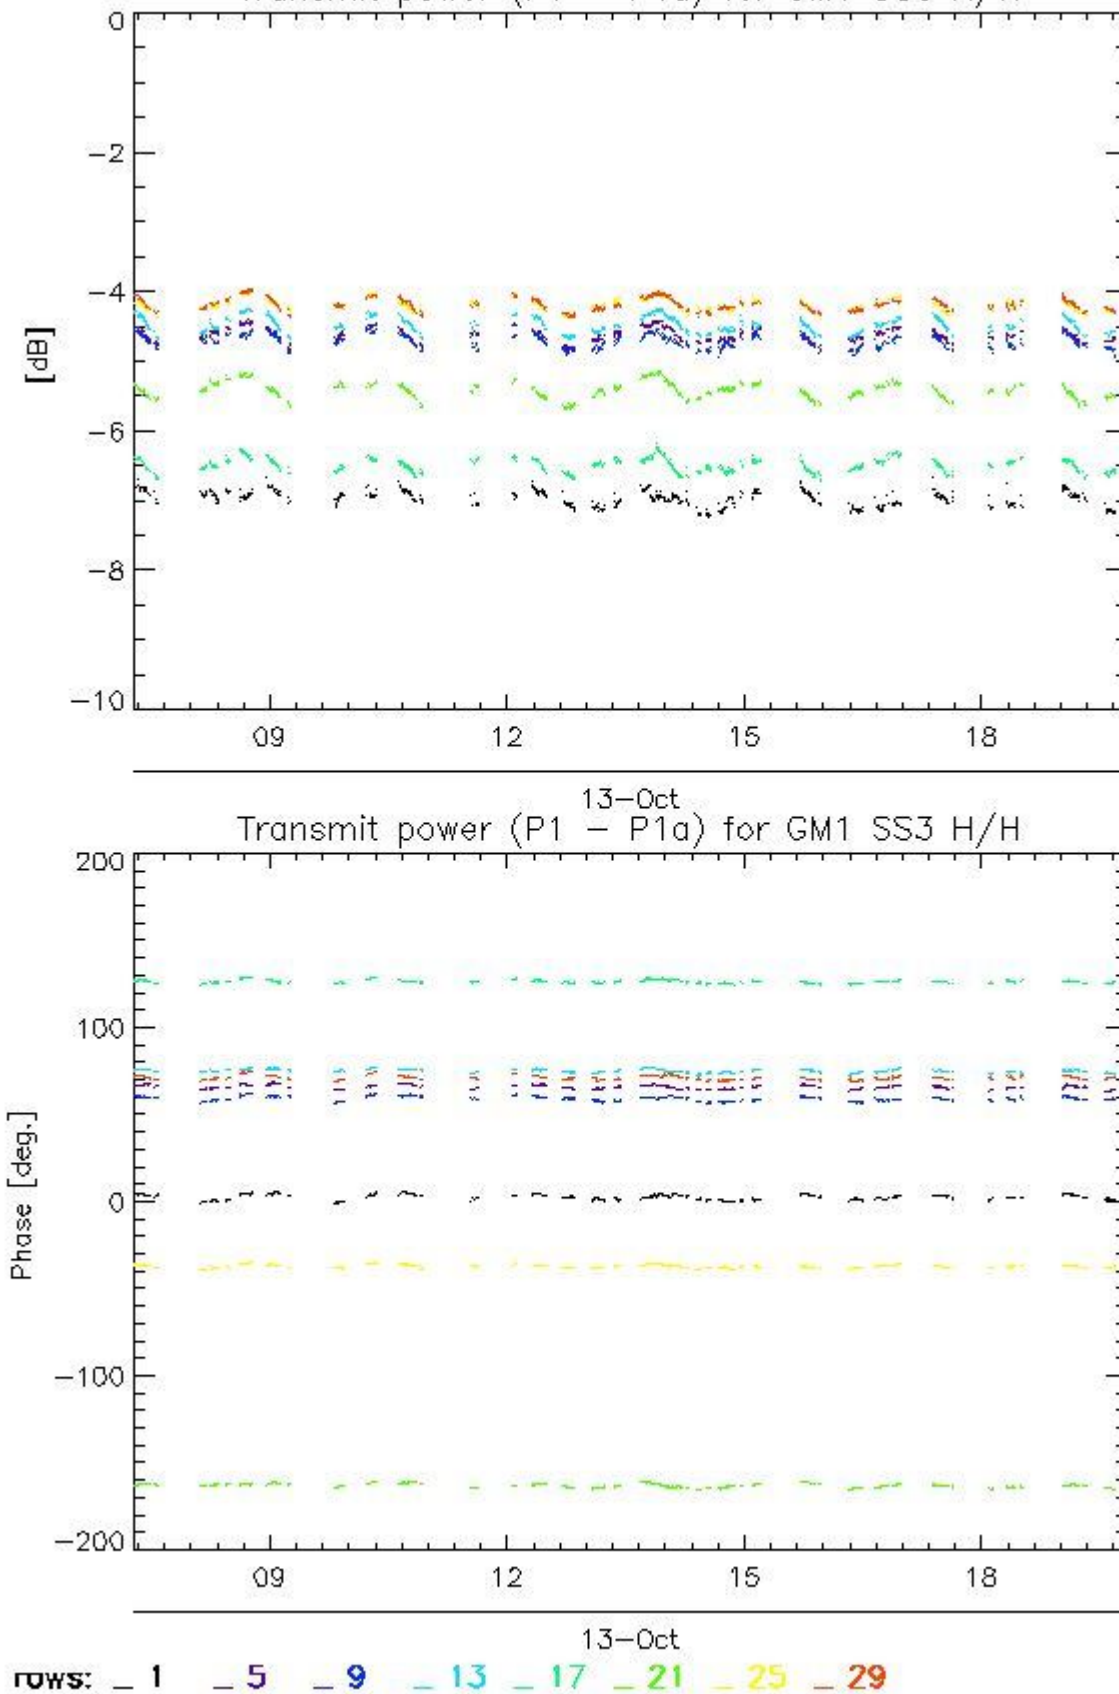 0
-2
-4
[dB]
-6
-8
-10
09 12 15 18
13-Oct
Transmit power (P1 - P1a) for GM1 SS3 H/H
200
100
Phase [deg.]
0
-100
-200
09 12 15 18
13-Oct
rows: _ 1 _ 5 _ 9 _ 13 _ 17 _ 21 _ 25 _ 29